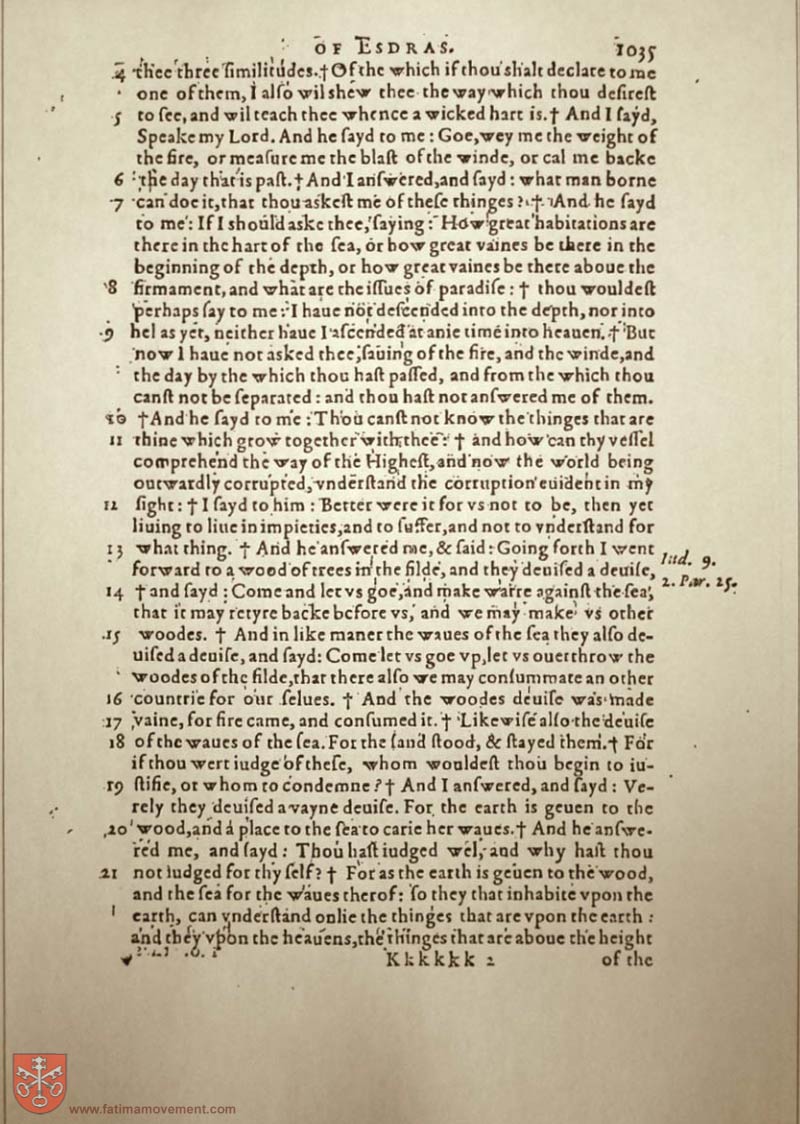 OF ESDRAS. 1035
4 thee three ſimilitudes.† Of the which if thou ſhalt declare to me
one of them, I alſo wil ſhew thee the way which thou deſireſt
5 to ſee, and wil teach thee whence a wicked hart is.† And I ſayd,
Speake my Lord. And he ſayd to me: Goe, wey me the weight of
the fire, or meaſure me the blaſt of the winde, or cal me backe
6 the day that is paſt.† And I anſwered, and ſayd: what man borne
7 can doe it, that thou askeſt me of theſe thinges?† And he ſayd
to me: If I should aske thee, ſaying: How great habitations are
there in the hart of the ſea, or how great vaines be there in the
beginning of the depth, or how great vaines be there aboue the
8 firmament, and what are the iſſues of paradiſe: † thou wouldeſt
perhaps ſay to me: I haue not deſcended into the depth, nor into
9 hel as yet, neither haue I aſcended at anie time into heauen.† But
now I haue not asked thee, ſauing of the fire, and the winde, and
the day by the which thou haſt paſſed, and from the which thou
canſt not be ſeparated: and thou haſt not anſwered me of them.
10 †And he ſayd to me: Thou canſt not know the thinges that are
11 thine which grow together with thee: † and how can thy veſſel
comprehend the way of the Higheſt, and now the world being
outwardly corrupted, vnderſtand the corruption euident in my
12 ſight: † I ſayd to him: Better were it for vs not to be, then yet
liuing to liue in impieties, and to ſuffer, and not to vnderſtand for
13 what thing. † And he anſwered me, & ſaid: Going forth I went
forward to a wood of trees in the filde, and they deuiſed a deuiſe, Iud. 9.
14 † and ſayd: Come and let vs goe, and make warre againſt the ſea, 2. Par. 25.
that it may retyre backe before vs, and we may make vs other
15 woodes. † And in like maner the waues of the ſea they alſo de-
uiſed a deuiſe, and ſayd: Come let vs goe vp, let vs ouerthrow the
woodes of the filde, that there alſo we may conſummate an other
16 countrie for our ſelues. † And the woodes deuiſe was made
17 vaine, for fire came, and conſumed it.† Likewiſe alſo the deuiſe
18 of the waues of the ſea. For the ſand ſtood, & ſtayed them.† For
if thou wert iudge of theſe, whom wouldeſt thou begin to iu-
19 ſtifie, or whom to condemne?† And I anſwered, and ſayd: Ve-
rely they deuiſed a vayne deuiſe. For the earth is geuen to the
20 wood, and a place to the ſea to carie her waues.† And he anſwe-
red me, and ſayd: Thou haſt iudged wel, and why haſt thou
21 not iudged for thy ſelf?† For as the earth is geuen to the wood,
and the ſea for the waues therof: ſo they that inhabite vpon the
earth, can vnderſtand onlie the thinges that are vpon the earth:
and they vpon the heauens, the thinges that are aboue the height
Kkkkkk 2 of the
www.fatimamovement.com